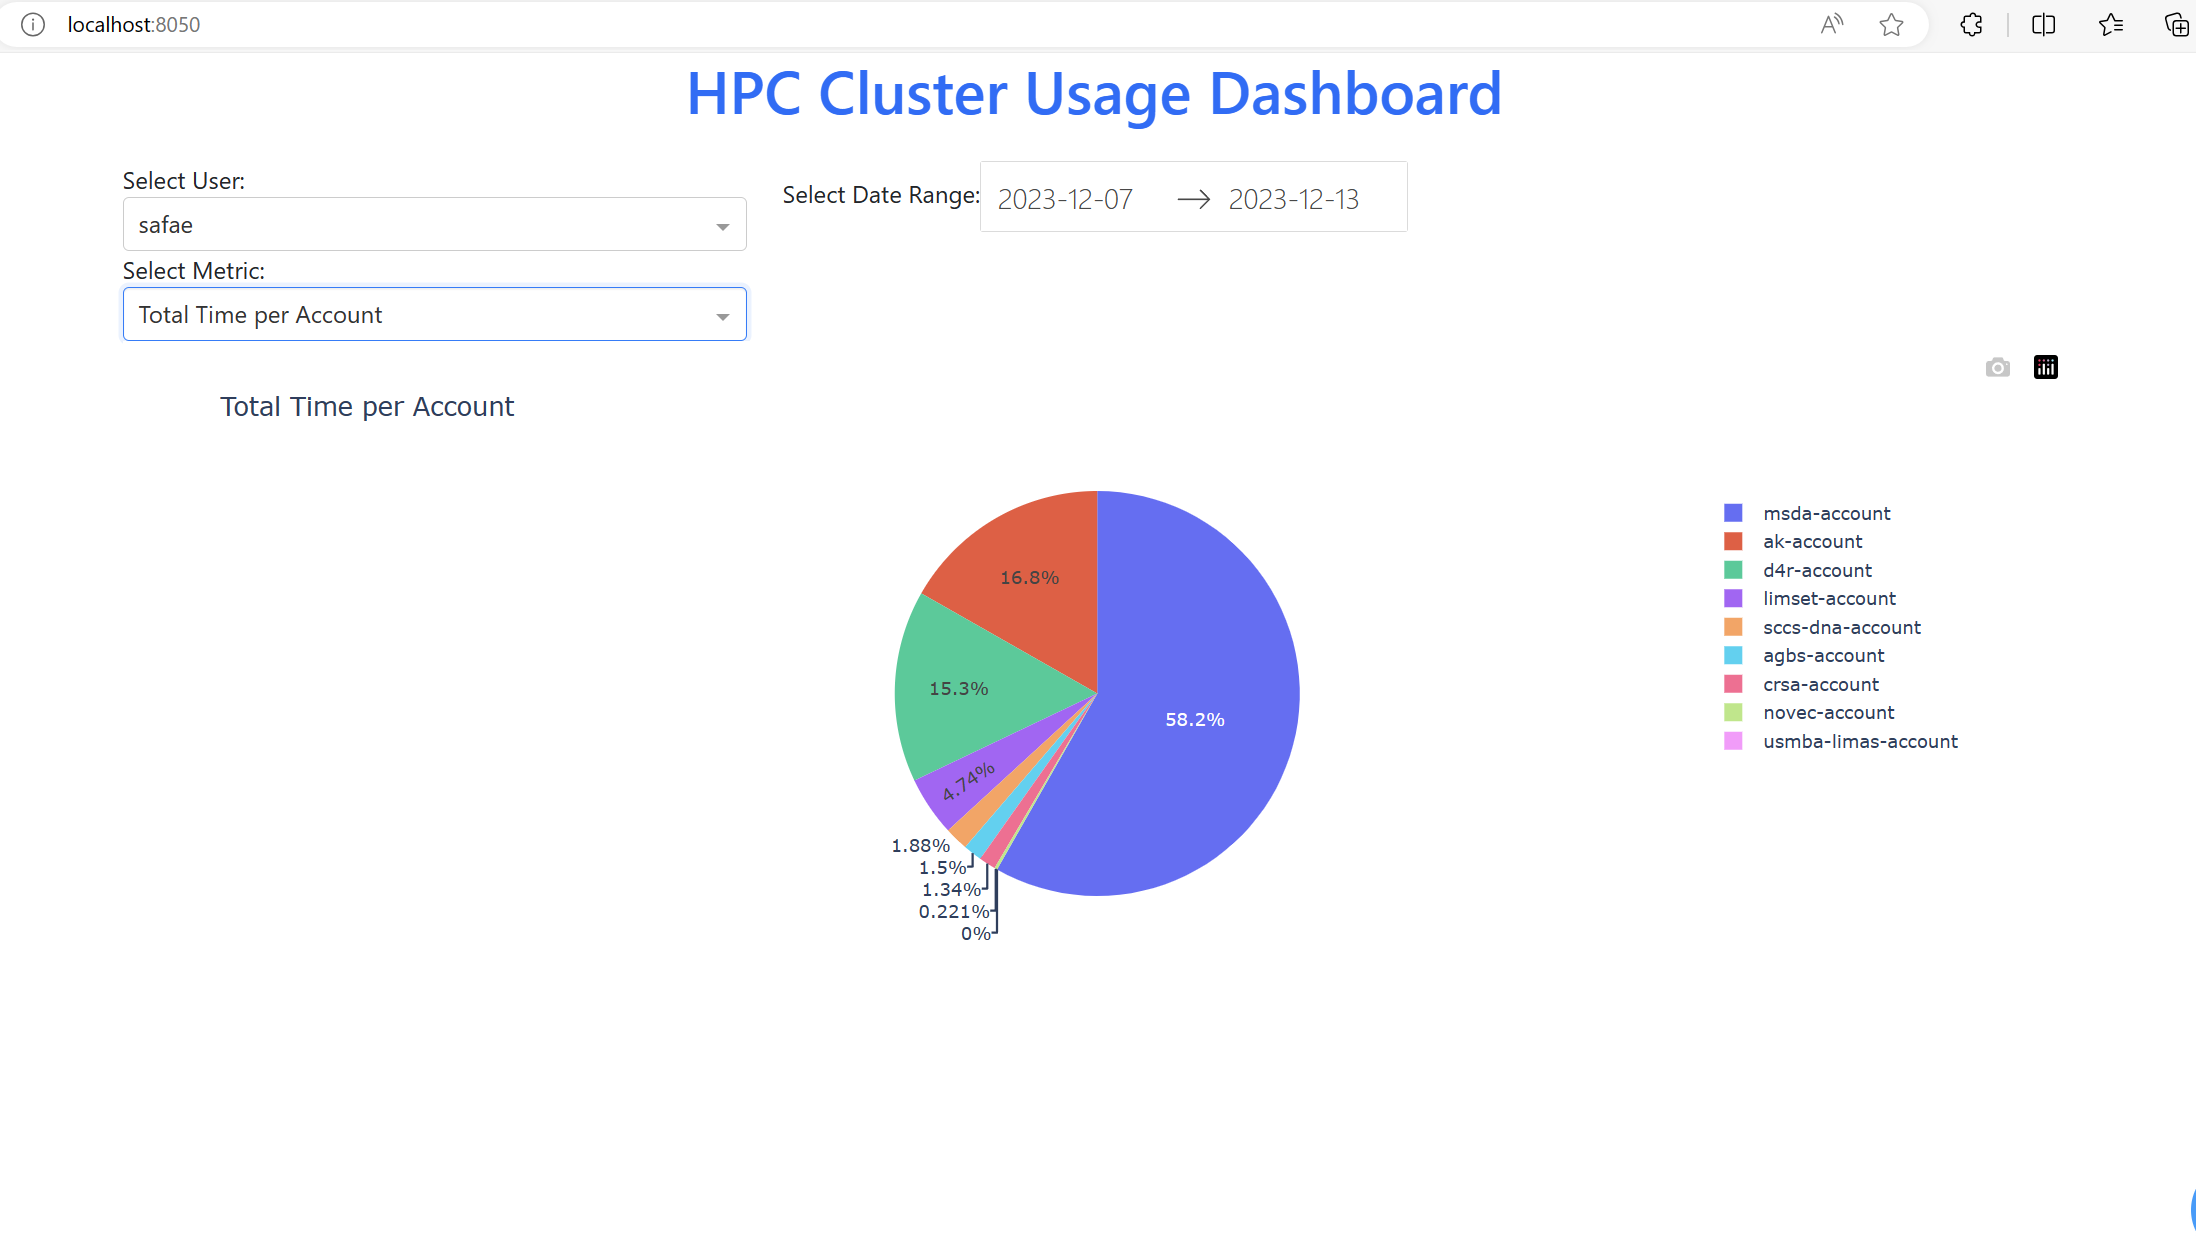 localhost:8050
HPC Cluster Usage Dashboard
Select User:
safae
Select Date Range:
2023-12-07 → 2023-12-13
Select Metric:
Total Time per Account
Total Time per Account
16.8%
15.3%
58.2%
4.74%
1.88%
1.5%
1.34%
0.221%
0%
msda-account
ak-account
d4r-account
limset-account
sccs-dna-account
agbs-account
crsa-account
novec-account
usmba-limas-account